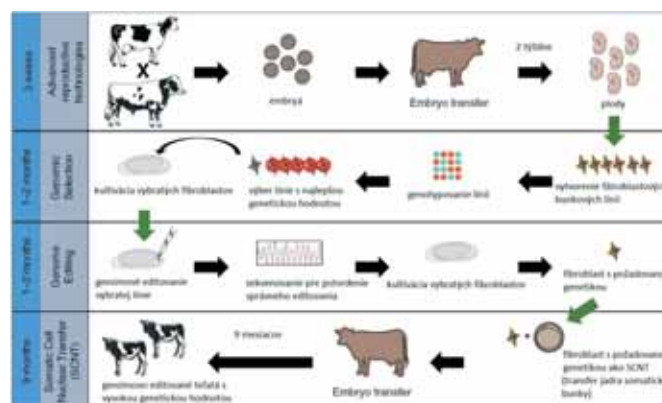 3 weeks
Advanced
reproductive
technologies
X
embryá
Embryo transfer
2 týždne
plody
1-2 months
Genomic
Selection
kultivácia vybratých fibroblastov
výber línie s najlepšou
genetickou hodnotou
genotypovanie línií
vytvorenie fibroblastových
bunkových línií
1-2 months
Genome
Editing
genómové editovanie
vybratej línie
sekvenovanie pre potvrdenie
správneho editovania
kultivácia vybratých fibroblastov
fibroblast s požadovanou
genetikou
9 months
Somatic Cell
Nuclear Transfer
(SCNT)
genómovo editované teľatá s
vysokou genetickou hodnotou
9 mesiacov
Embryo transfer
+
fibroblast s požadovanou
genetikou ako SCNT
(transfer jadra somatickej
bunky)